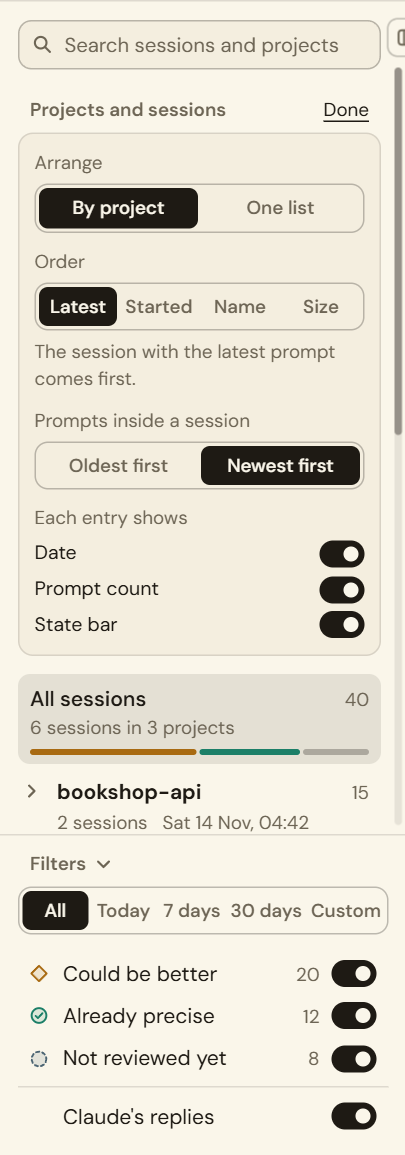 Search sessions and projects
Projects and sessions
Done
Arrange
By project
One list
Order
Latest
Started
Name
Size
The session with the latest prompt
comes first.
Prompts inside a session
Oldest first
Newest first
Each entry shows
Date
Prompt count
State bar
All sessions
40
6 sessions in 3 projects
bookshop-api
15
2 sessions
Sat 14 Nov, 04:42
Filters
All
Today
7 days
30 days
Custom
Could be better
20
Already precise
12
Not reviewed yet
8
Claude's replies